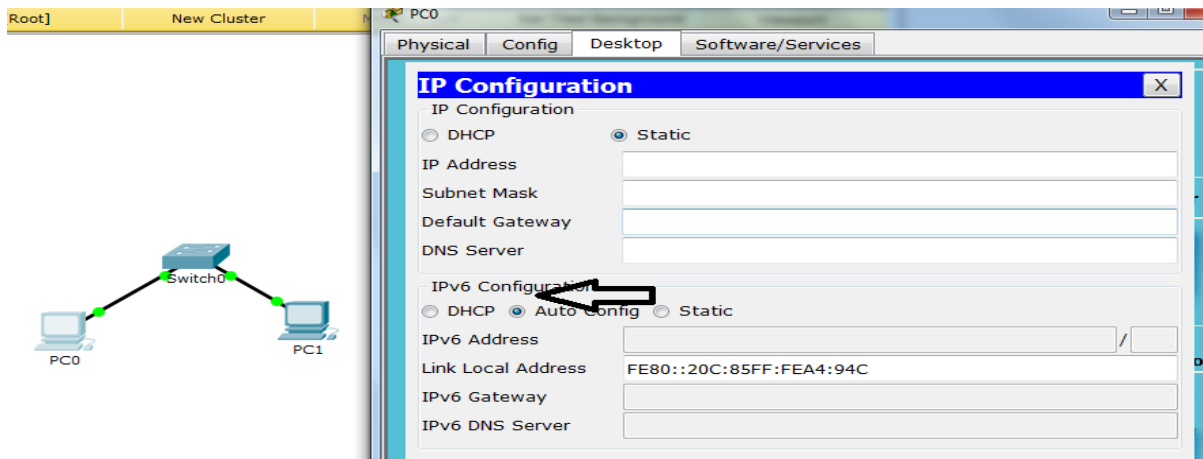 Root]
New Cluster
PC0
Physical
Config
Desktop
Software/Services
IP Configuration
X
IP Configuration
DHCP
Static
IP Address
Subnet Mask
Default Gateway
DNS Server
IPv6 Configuration
DHCP
Auto Config
Static
IPv6 Address
/
Link Local Address
FE80::20C:85FF:FEA4:94C
IPv6 Gateway
IPv6 DNS Server
Switch0
PC0
PC1